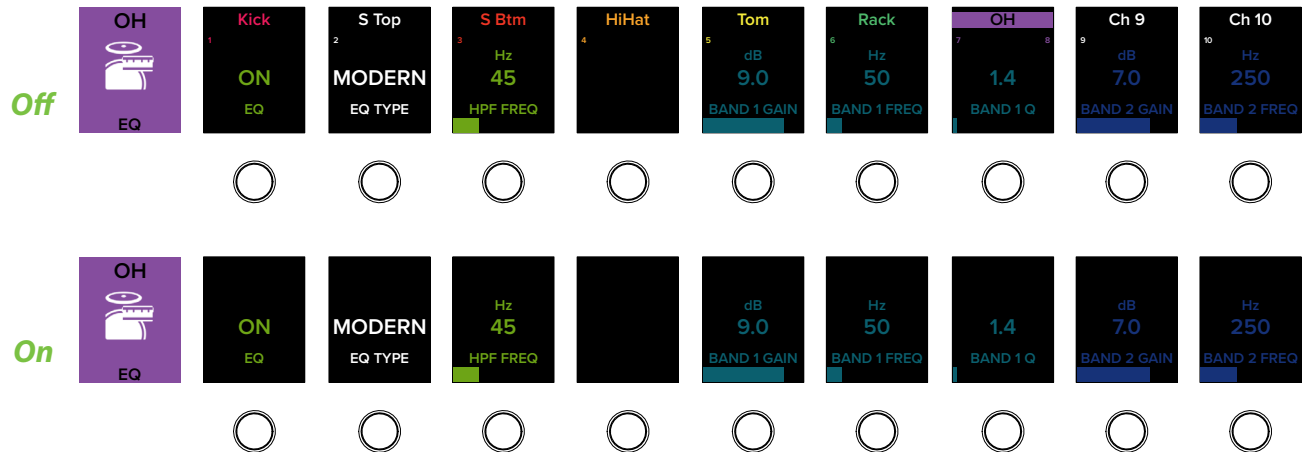 OH Kick S Top S Btm HiHat Tom Rack OH Ch 9 Ch 10
1 2 3 4 5 6 7 8 9 10
Hz dB Hz dB Hz
Off ON MODERN 45 9.0 50 1.4 7.0 250
EQ EQ TYPE HPF FREQ BAND 1 GAIN BAND 1 FREQ BAND 1 Q BAND 2 GAIN BAND 2 FREQ
EQ
OH
Hz dB Hz dB Hz
On ON MODERN 45 9.0 50 1.4 7.0 250
EQ EQ TYPE HPF FREQ BAND 1 GAIN BAND 1 FREQ BAND 1 Q BAND 2 GAIN BAND 2 FREQ
EQ